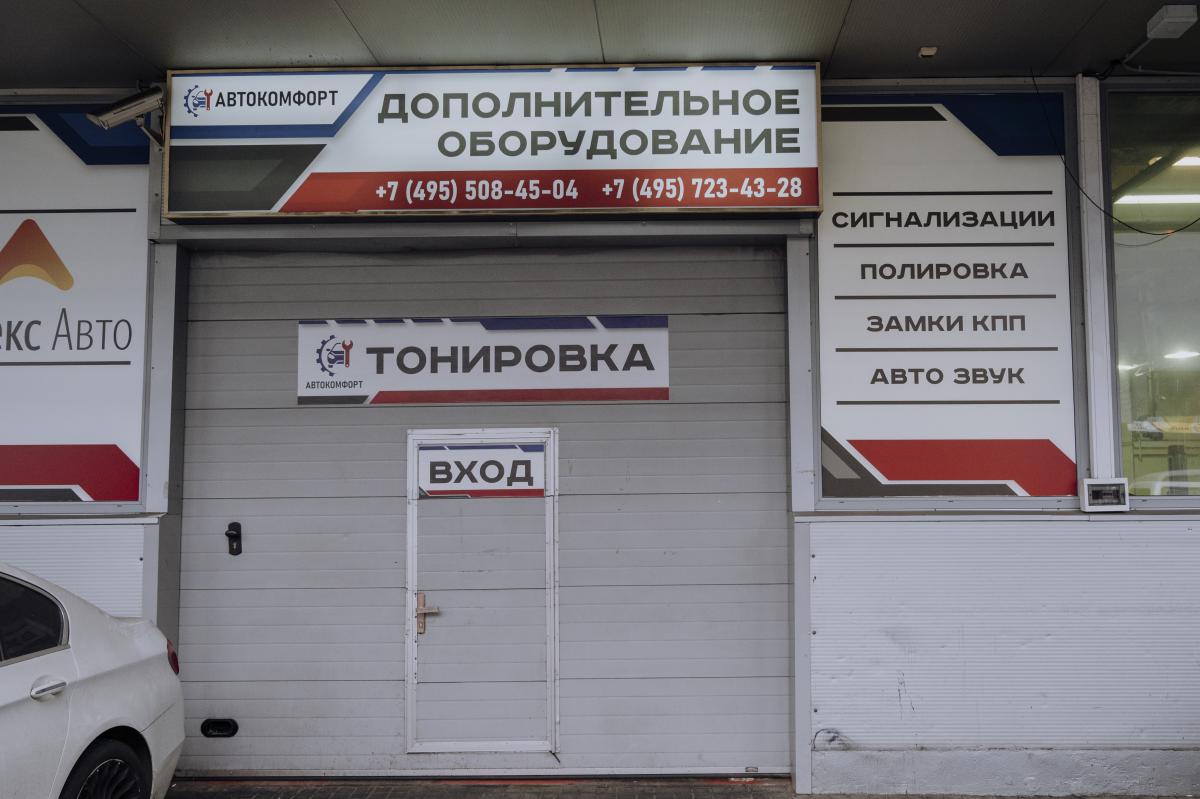 АВТОКОМФОРТ
ДОПОЛНИТЕЛЬНОЕ
ОБОРУДОВАНИЕ
+7 (495) 508-45-04 +7 (495) 723-43-28
Авто
ТОНИРОВКА
АВТОКОМФОРТ
ВХОД
СИГНАЛИЗАЦИИ
ПОЛИРОВКА
ЗАМКИ КПП
АВТО ЗВУК